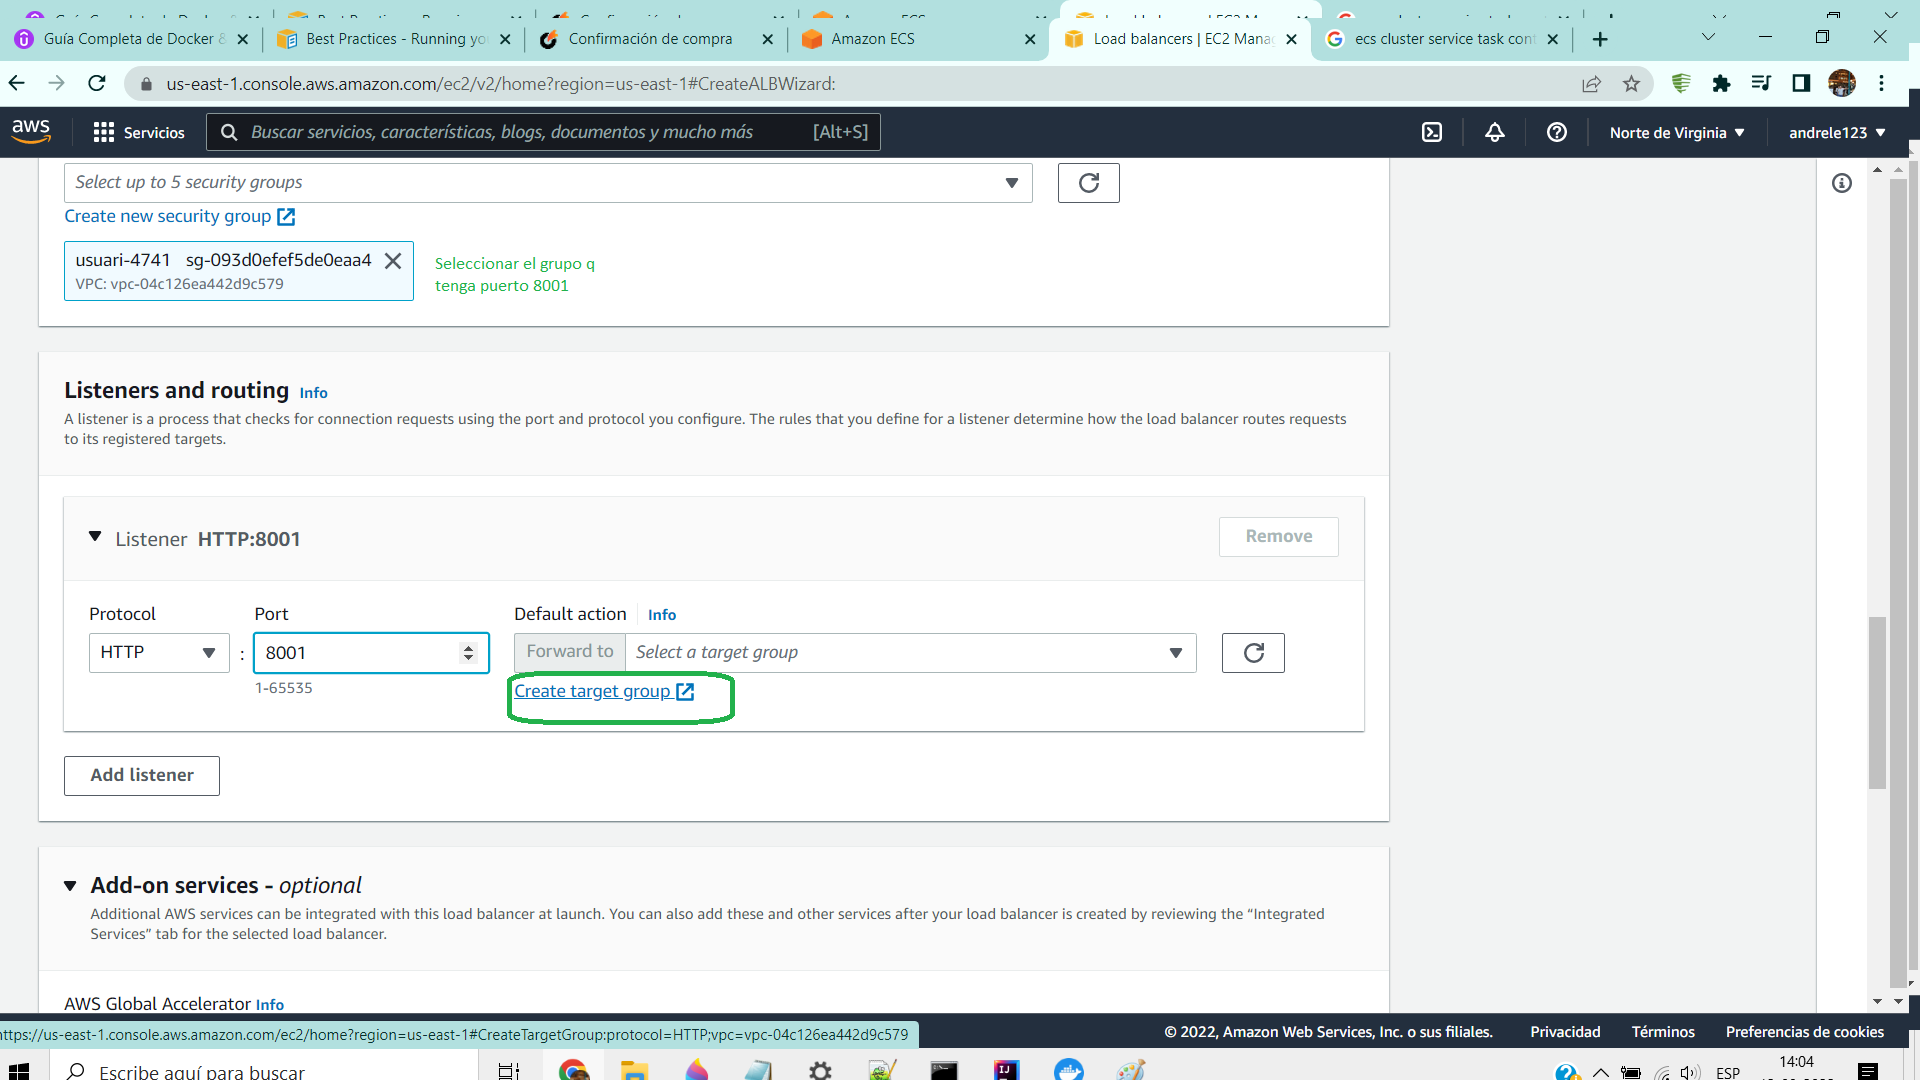 Guía Completa de Docker &
Best Practices - Running yo
Confirmación de compra
Amazon ECS
Load balancers | EC2 Mana
ecs cluster service task con
us-east-1.console.aws.amazon.com/ec2/v2/home?region=us-east-1#CreateALBWizard:
aws
Servicios
Buscar servicios, características, blogs, documentos y mucho más
[Alt+S]
Norte de Virginia
andrele123
Select up to 5 security groups
Create new security group
usuari-4741 sg-093d0efef5de0eaa4
VPC: vpc-04c126ea442d9c579
Seleccionar el grupo q
tenga puerto 8001
Listeners and routing Info
A listener is a process that checks for connection requests using the port and protocol you configure. The rules that you define for a listener determine how the load balancer routes requests
to its registered targets.
Listener HTTP:8001
Remove
Protocol
Port
Default action
Info
HTTP
:
8001
Forward to
Select a target group
1-65535
Create target group
Add listener
Add-on services - optional
Additional AWS services can be integrated with this load balancer at launch. You can also add these and other services after your load balancer is created by reviewing the “Integrated
Services” tab for the selected load balancer.
AWS Global Accelerator Info
https://us-east-1.console.aws.amazon.com/ec2/home?region=us-east-1#CreateTargetGroup:protocol=HTTP;vpc=vpc-04c126ea442d9c579
© 2022, Amazon Web Services, Inc. o sus filiales.
Privacidad
Términos
Preferencias de cookies
Escribe aquí para buscar
ESP
14:04